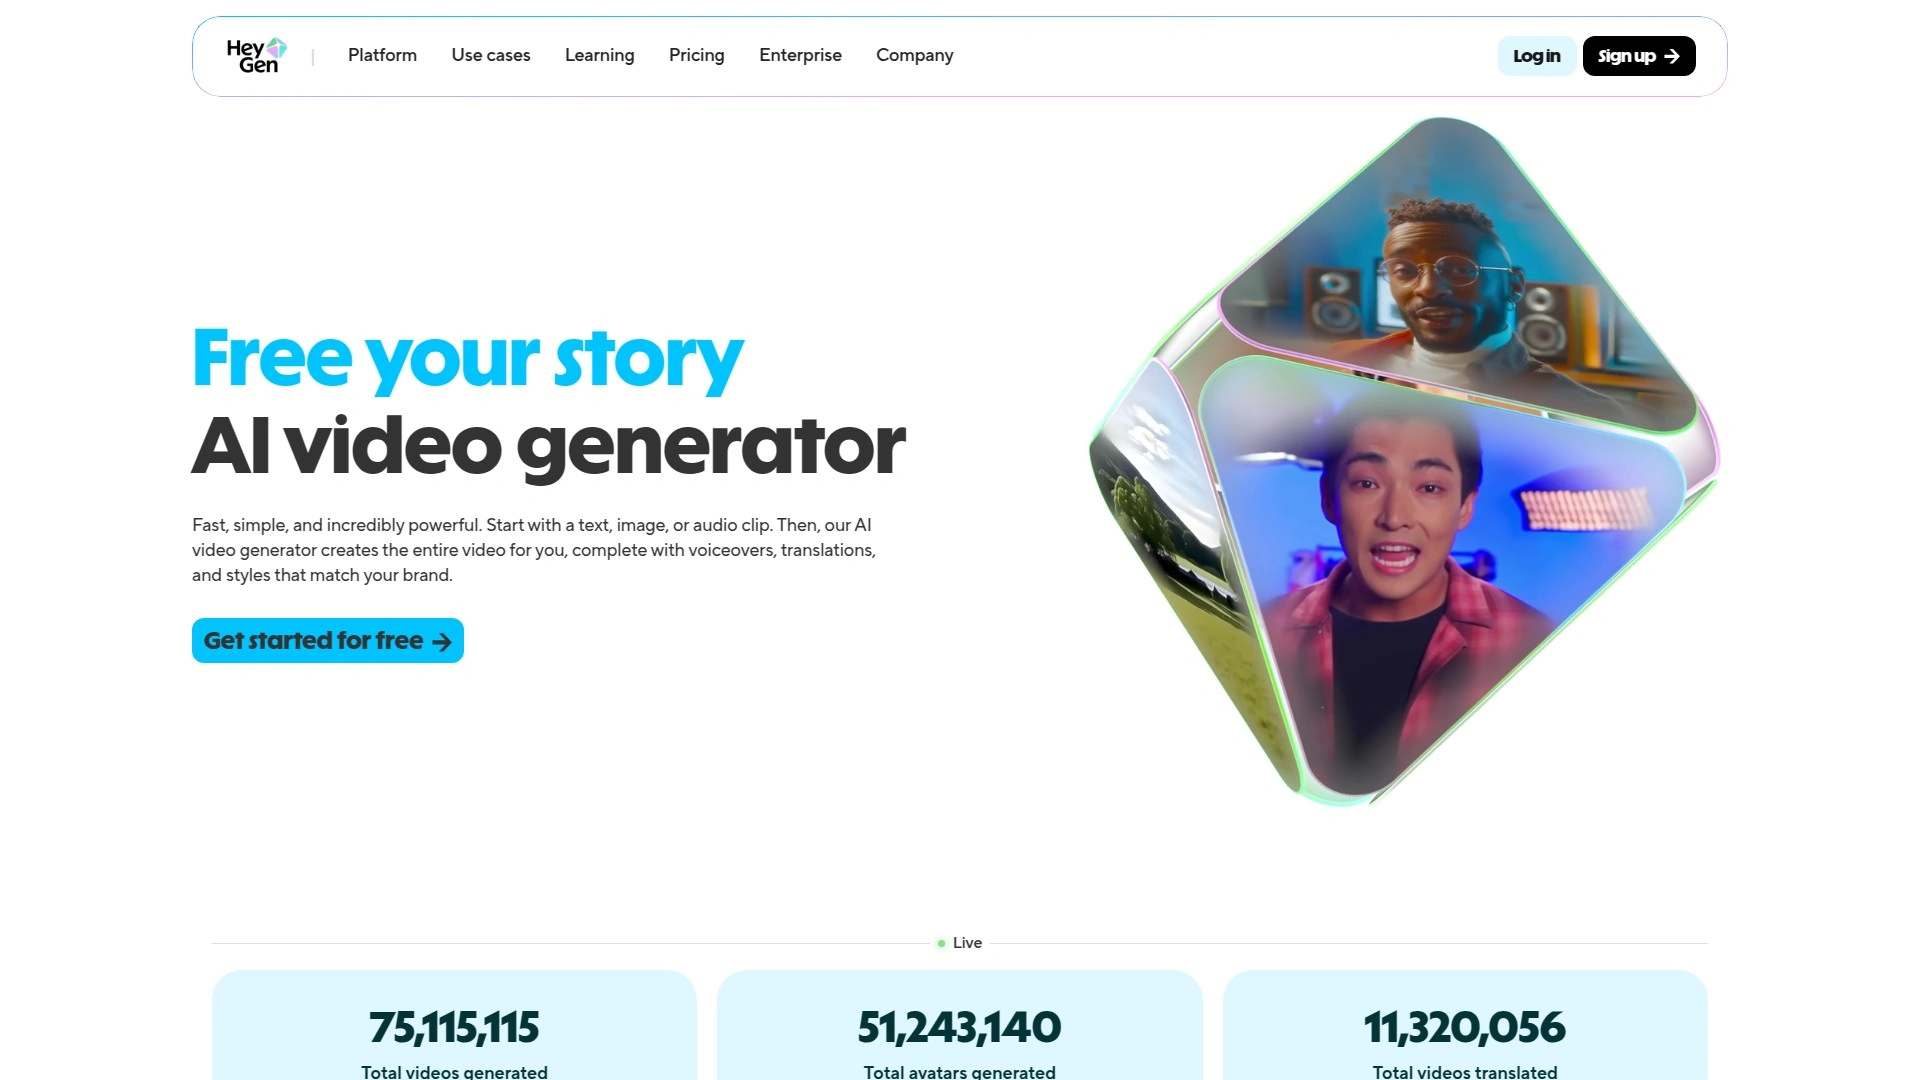 Hey
Gen
Platform
Use cases
Learning
Pricing
Enterprise
Company
Log in
Sign up →
Free your story
AI video generator
Fast, simple, and incredibly powerful. Start with a text, image, or audio clip. Then, our AI
video generator creates the entire video for you, complete with voiceovers, translations,
and styles that match your brand.
Get started for free →
Live
75,115,115
Total videos generated
51,243,140
Total avatars generated
11,320,056
Total videos translated